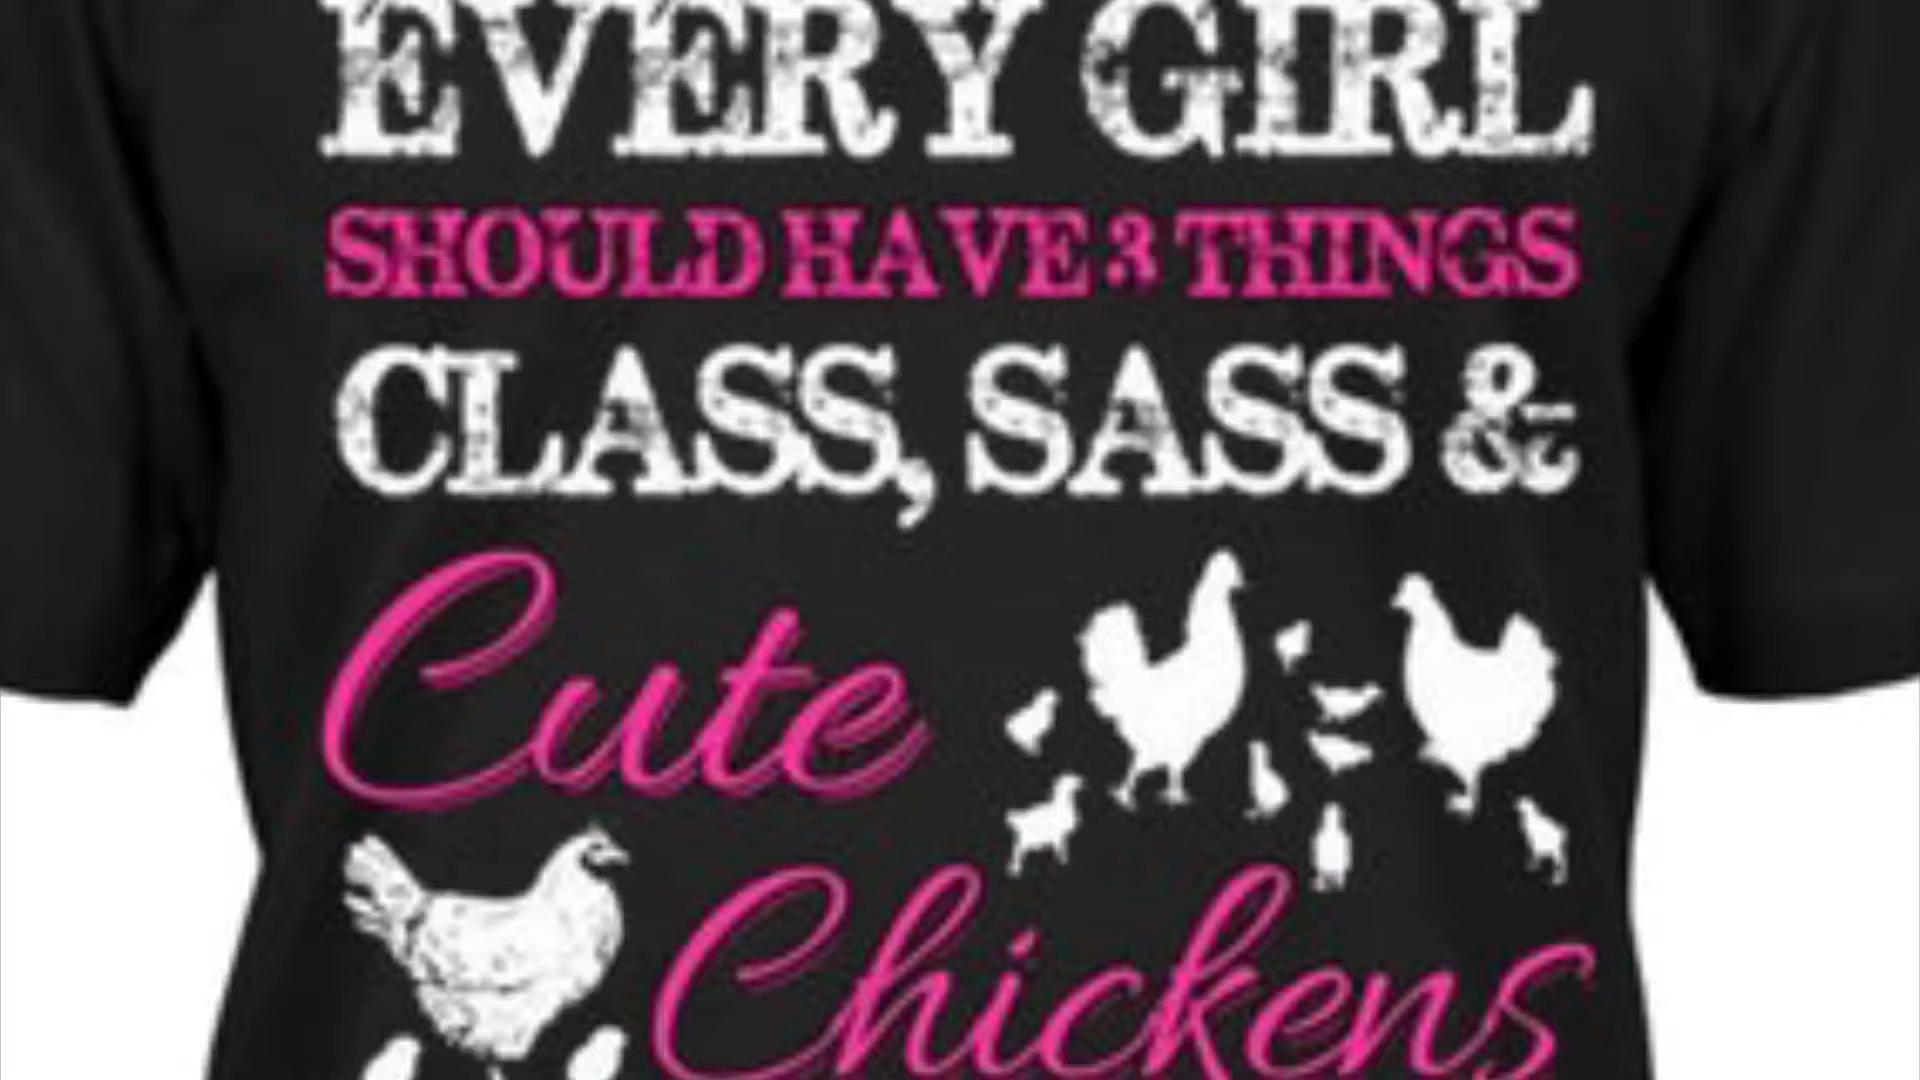 EVERY GIRL
SHOULD HAVE 3 THINGS
CLASS, SASS &
Cute
Chickens